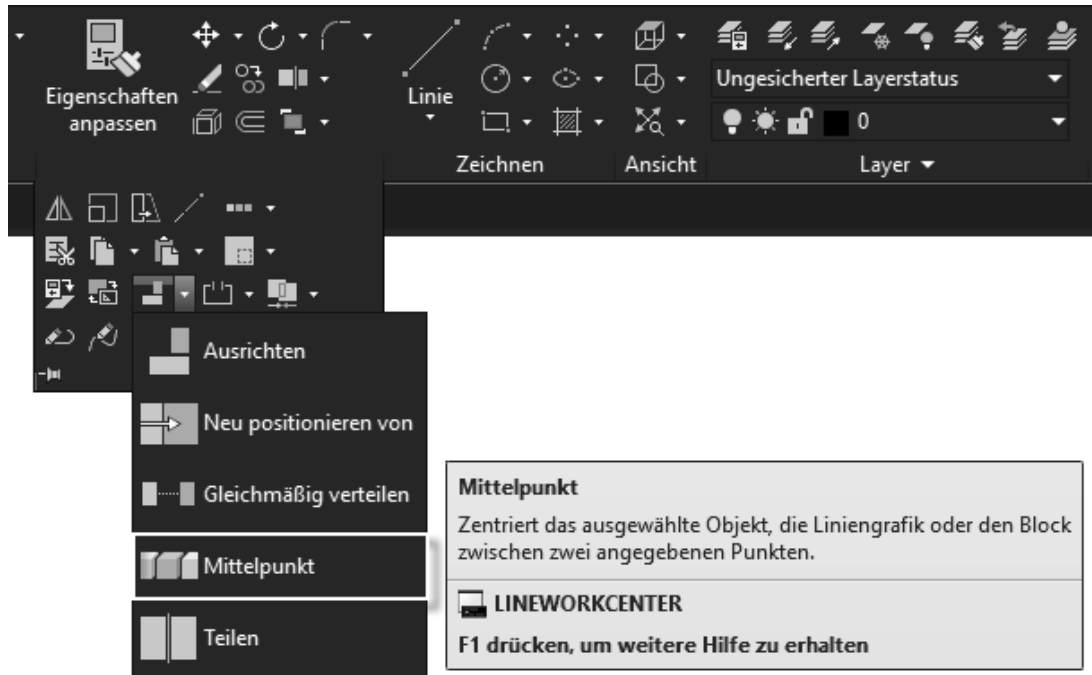 Eigenschaften
anpassen
Linie
Ungesicherter Layerstatus
0
Zeichnen
Ansicht
Layer
Ausrichten
Neu positionieren von
Gleichmäßig verteilen
Mittelpunkt
Teilen
Mittelpunkt
Zentriert das ausgewählte Objekt, die Liniengrafik oder den Block
zwischen zwei angegebenen Punkten.
LINEWORKCENTER
F1 drücken, um weitere Hilfe zu erhalten